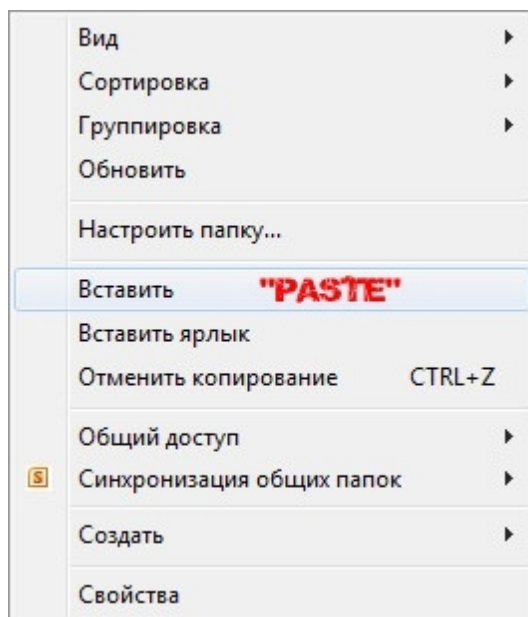 Вид
Сортировка
Группировка
Обновить
Настроить папку...
Вставить "PASTE"
Вставить ярлык
Отменить копирование CTRL+Z
Общий доступ
S Синхронизация общих папок
Создать
Свойства